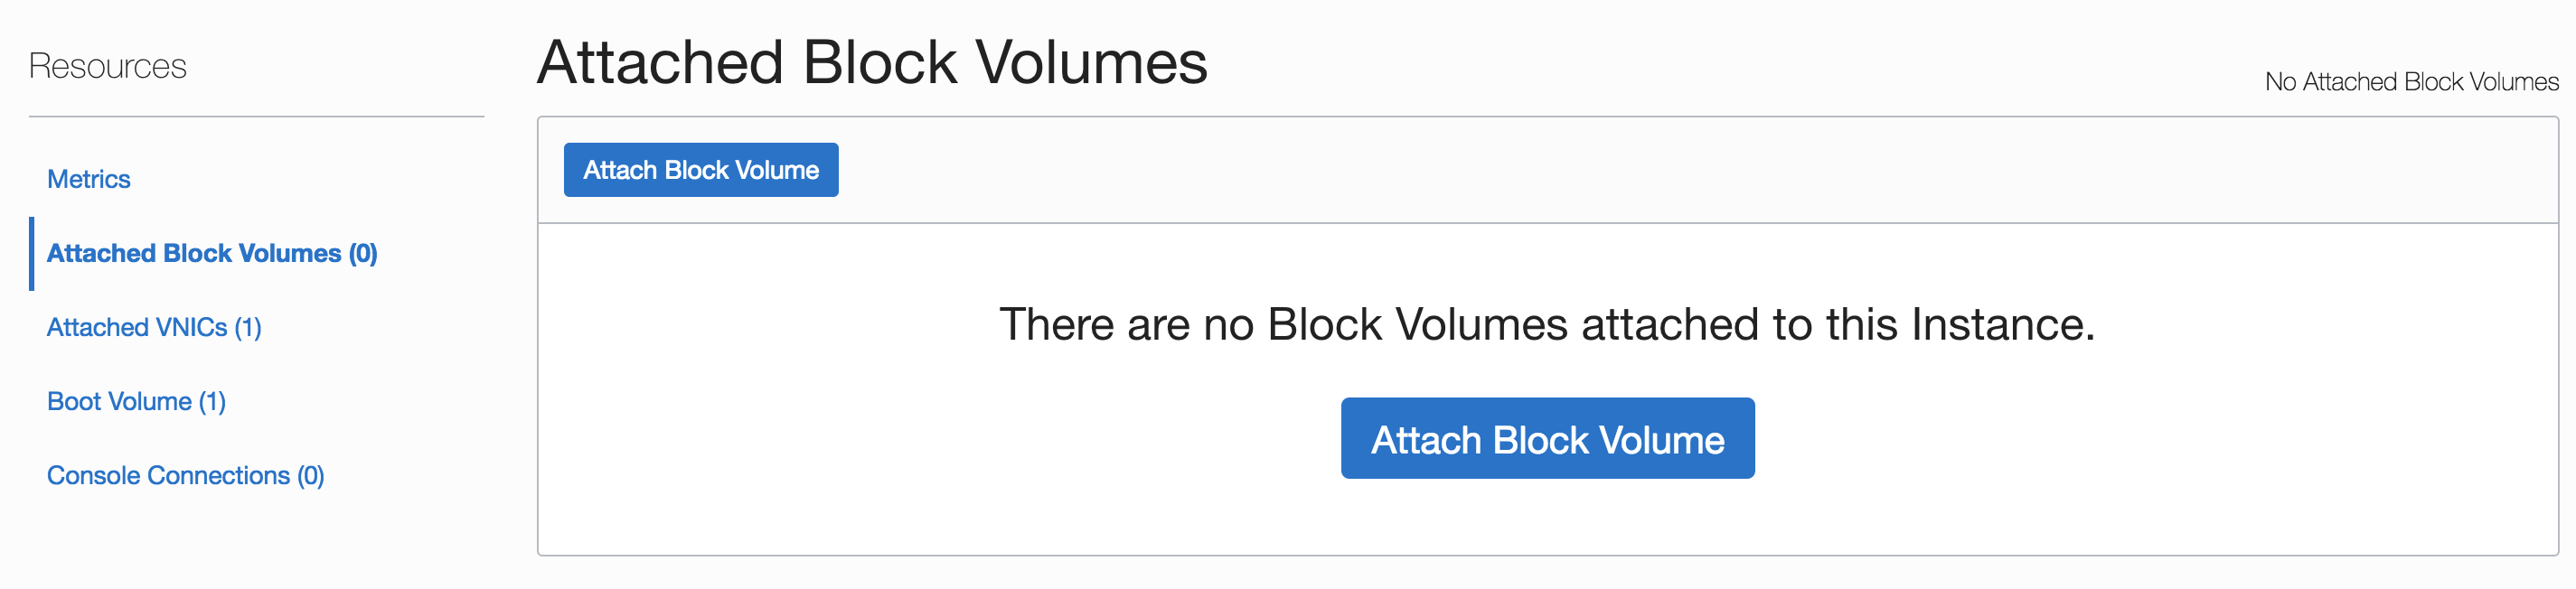 Resources
Metrics
Attached Block Volumes (0)
Attached VNICs (1)
Boot Volume (1)
Console Connections (0)
Attached Block Volumes
No Attached Block Volumes
Attach Block Volume
There are no Block Volumes attached to this Instance.
Attach Block Volume